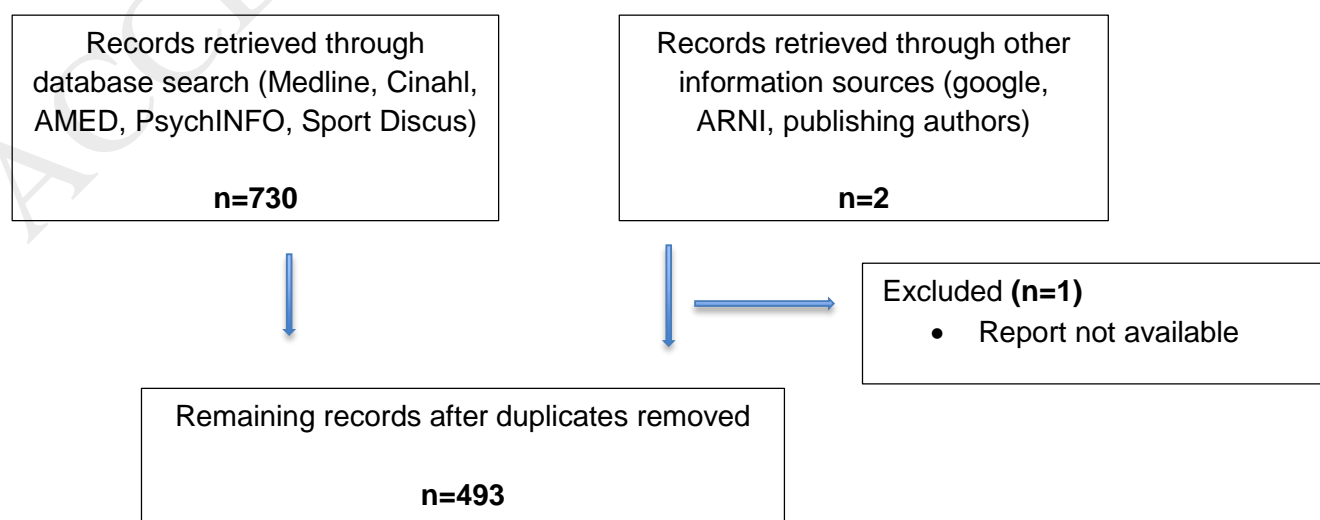 Records retrieved through
database search (Medline, Cinahl,
AMED, PsychINFO, Sport Discus)
n=730
Records retrieved through other
information sources (google,
ARNI, publishing authors)
n=2
Excluded (n=1)
• Report not available
Remaining records after duplicates removed
n=493